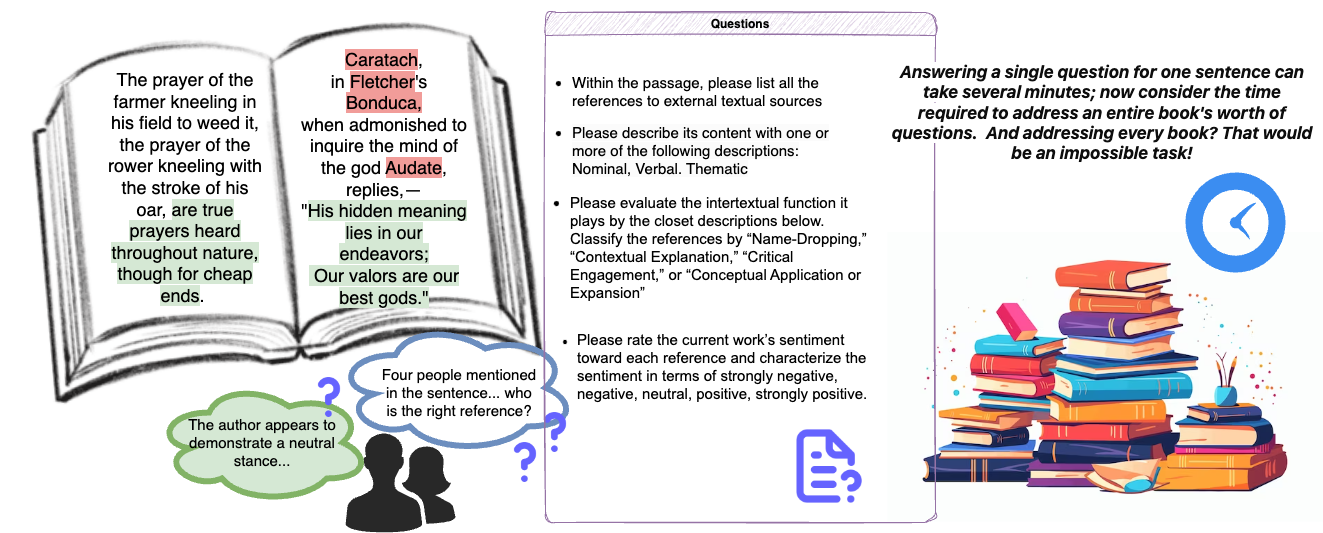 The prayer of the
farmer kneeling in
his field to weed it,
the prayer of the
rower kneeling with
the stroke of his
oar, are true
prayers heard
throughout nature,
though for cheap
ends.
Caratach,
in Fletcher's
Bonduca,
when admonished to
inquire the mind of
the god Audate,
replies,—
"His hidden meaning
lies in our
endeavors;
Our valors are our
best gods."
The author appears to
demonstrate a neutral
stance...
Four people mentioned
in the sentence... who
is the right reference?
?
?
?
Questions
• Within the passage, please list all the
references to external textual sources
• Please describe its content with one or
more of the following descriptions:
Nominal, Verbal. Thematic
• Please evaluate the intertextual function it
plays by the closet descriptions below.
Classify the references by “Name-Dropping,”
“Contextual Explanation,” “Critical
Engagement,” or “Conceptual Application or
Expansion”
• Please rate the current work’s sentiment
toward each reference and characterize the
sentiment in terms of strongly negative,
negative, neutral, positive, strongly positive.
?
Answering a single question for one sentence can
take several minutes; now consider the time
required to address an entire book's worth of
questions. And addressing every book? That would
be an impossible task!